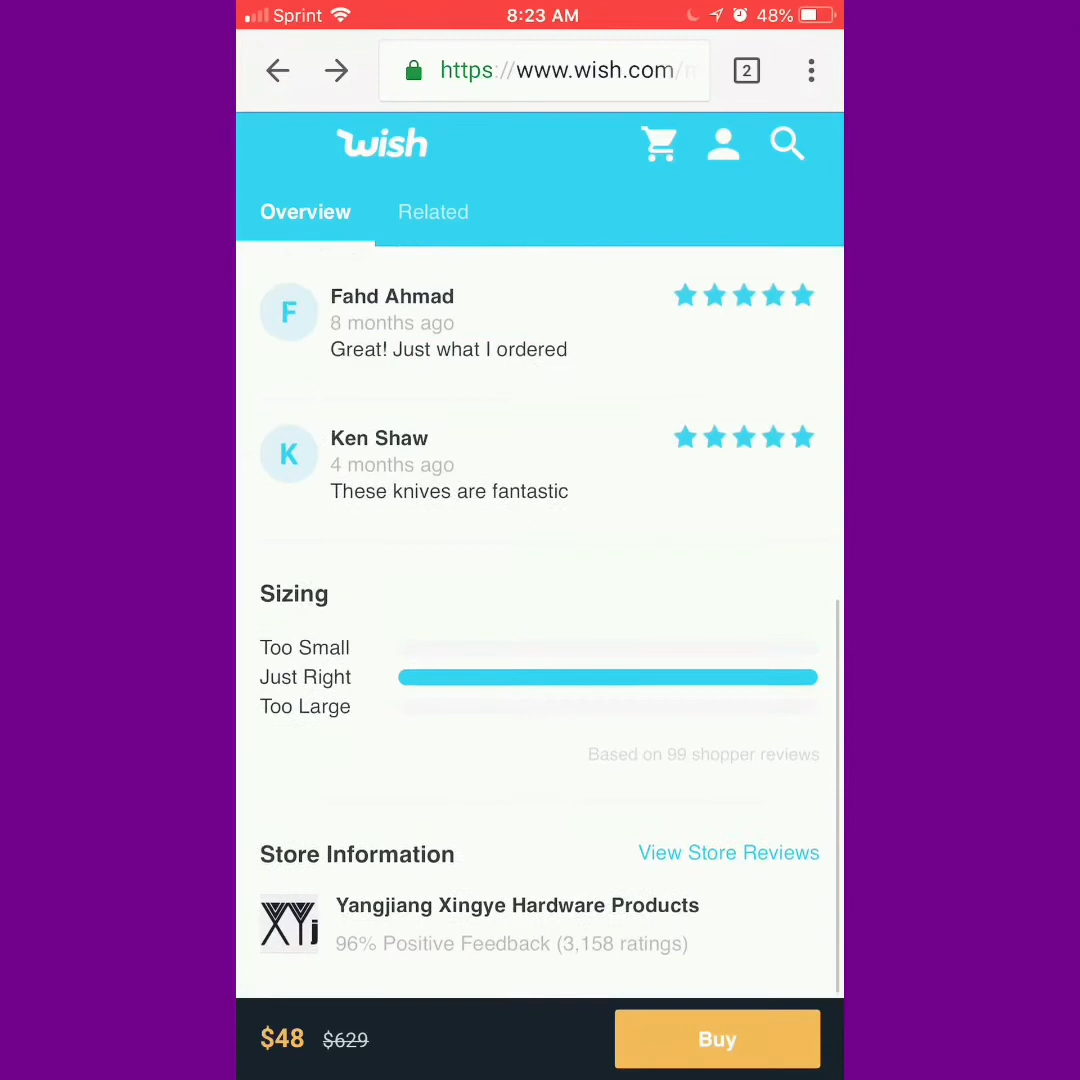 Sprint 8:23 AM 48%
https://www.wish.com/ 2
wish
Overview Related
F Fahd Ahmad
8 months ago
Great! Just what I ordered
K Ken Shaw
4 months ago
These knives are fantastic
Sizing
Too Small
Just Right
Too Large
Based on 99 shopper reviews
Store Information View Store Reviews
XYj Yangjiang Xingye Hardware Products
96% Positive Feedback (3,158 ratings)
$48 $629 Buy